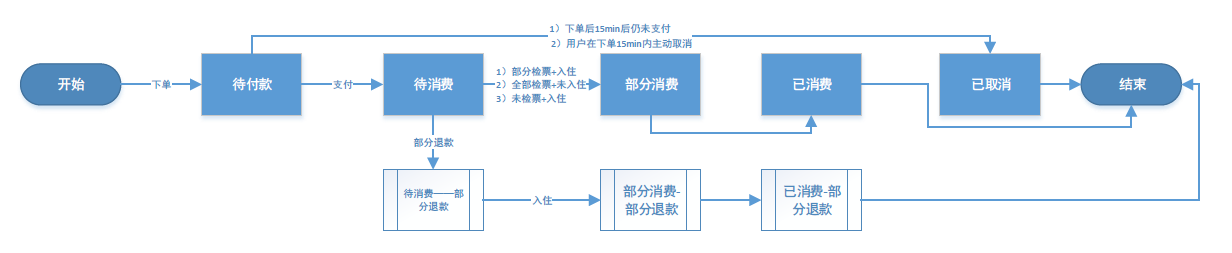 1）下单后15min后仍未支付
2）用户在下单15min内主动取消
开始
下单
待付款
支付
待消费
1）部分检票+入住
2）全部检票+未入住
3）未检票+入住
部分消费
已消费
已取消
结束
部分退款
待消费——部
分退款
入住
部分消费-
部分退款
已消费-部
分退款